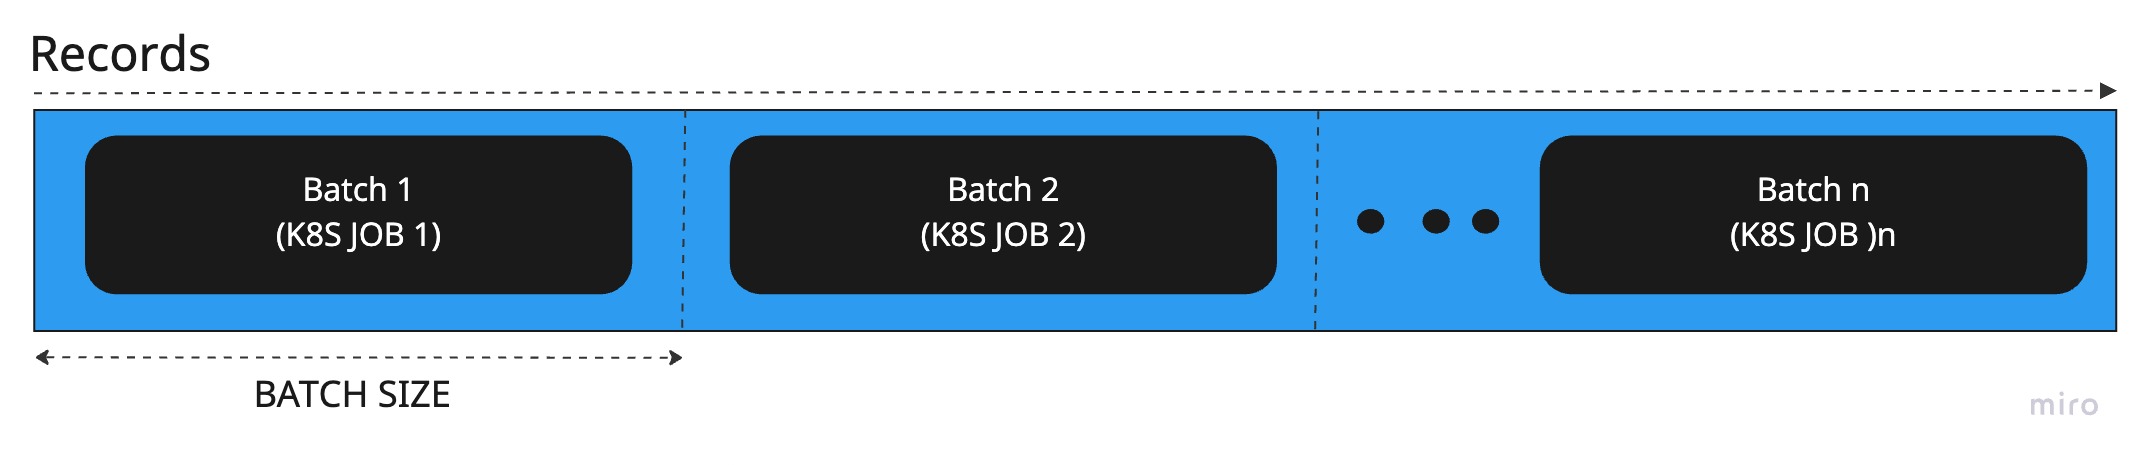 Records
Batch 1
(K8S JOB 1)
Batch 2
(K8S JOB 2)
Batch n
(K8S JOB )n
BATCH SIZE
miro